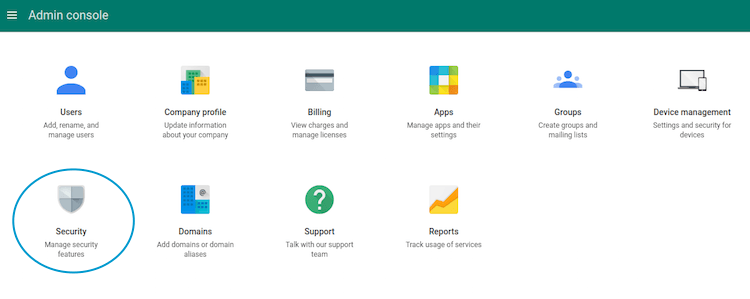 Admin console
Users
Add, rename, and
manage users
Company profile
Update information
about your company
Billing
View charges and
manage licenses
Apps
Manage apps and their
settings
Groups
Create groups and
mailing lists
Device management
Settings and security for
devices
Security
Manage security
features
Domains
Add domains or domain
aliases
?
Support
Talk with our support
team
Reports
Track usage of services